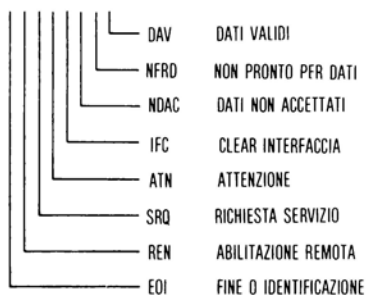 DAV DATI VALIDI
NFRD NON PRONTO PER DATI
NDAC DATI NON ACCETTATI
IFC CLEAR INTERFACCIA
ATN ATTENZIONE
SRQ RICHIESTA SERVIZIO
REN ABILITAZIONE REMOTA
EOI FINE O IDENTIFICAZIONE